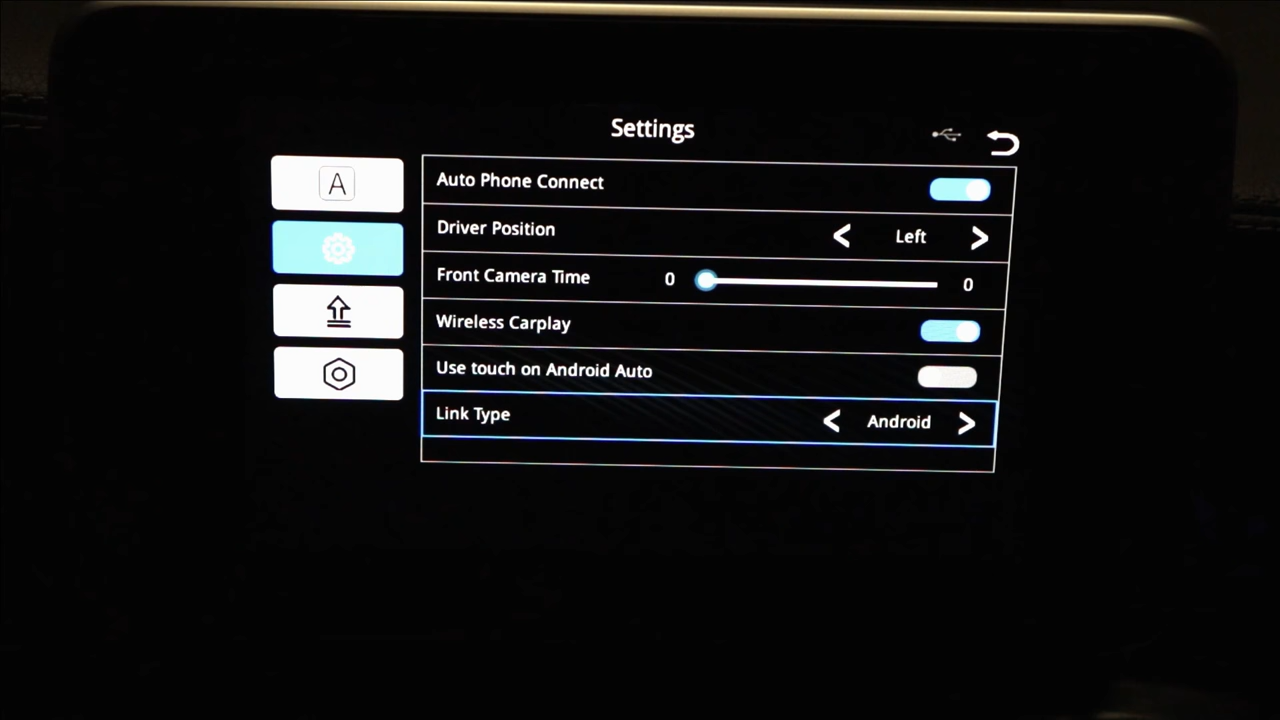 Settings
A
Auto Phone Connect
Driver Position < Left >
Front Camera Time 0 0
Wireless Carplay
Use touch on Android Auto
Link Type < Android >